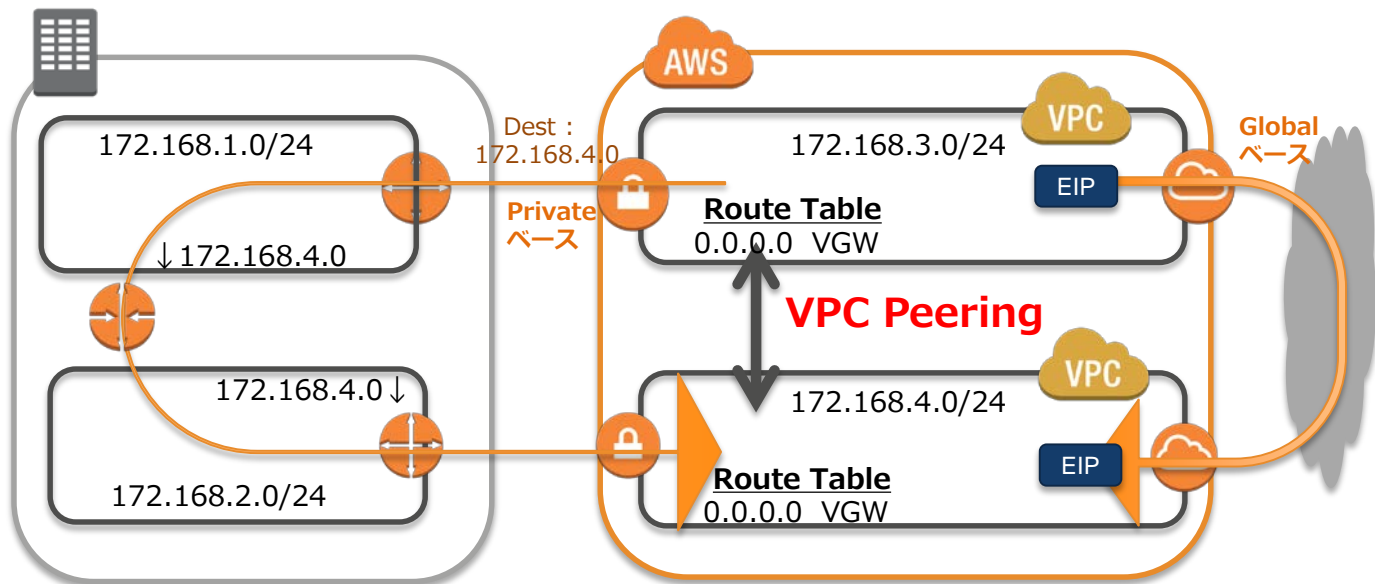 AWS
VPC
172.168.1.0/24
Dest :
172.168.4.0
172.168.3.0/24
Global
ベース
EIP
Private
ベース
Route Table
0.0.0.0 VGW
↓172.168.4.0
VPC Peering
VPC
172.168.4.0↓
172.168.4.0/24
EIP
Route Table
0.0.0.0 VGW
172.168.2.0/24